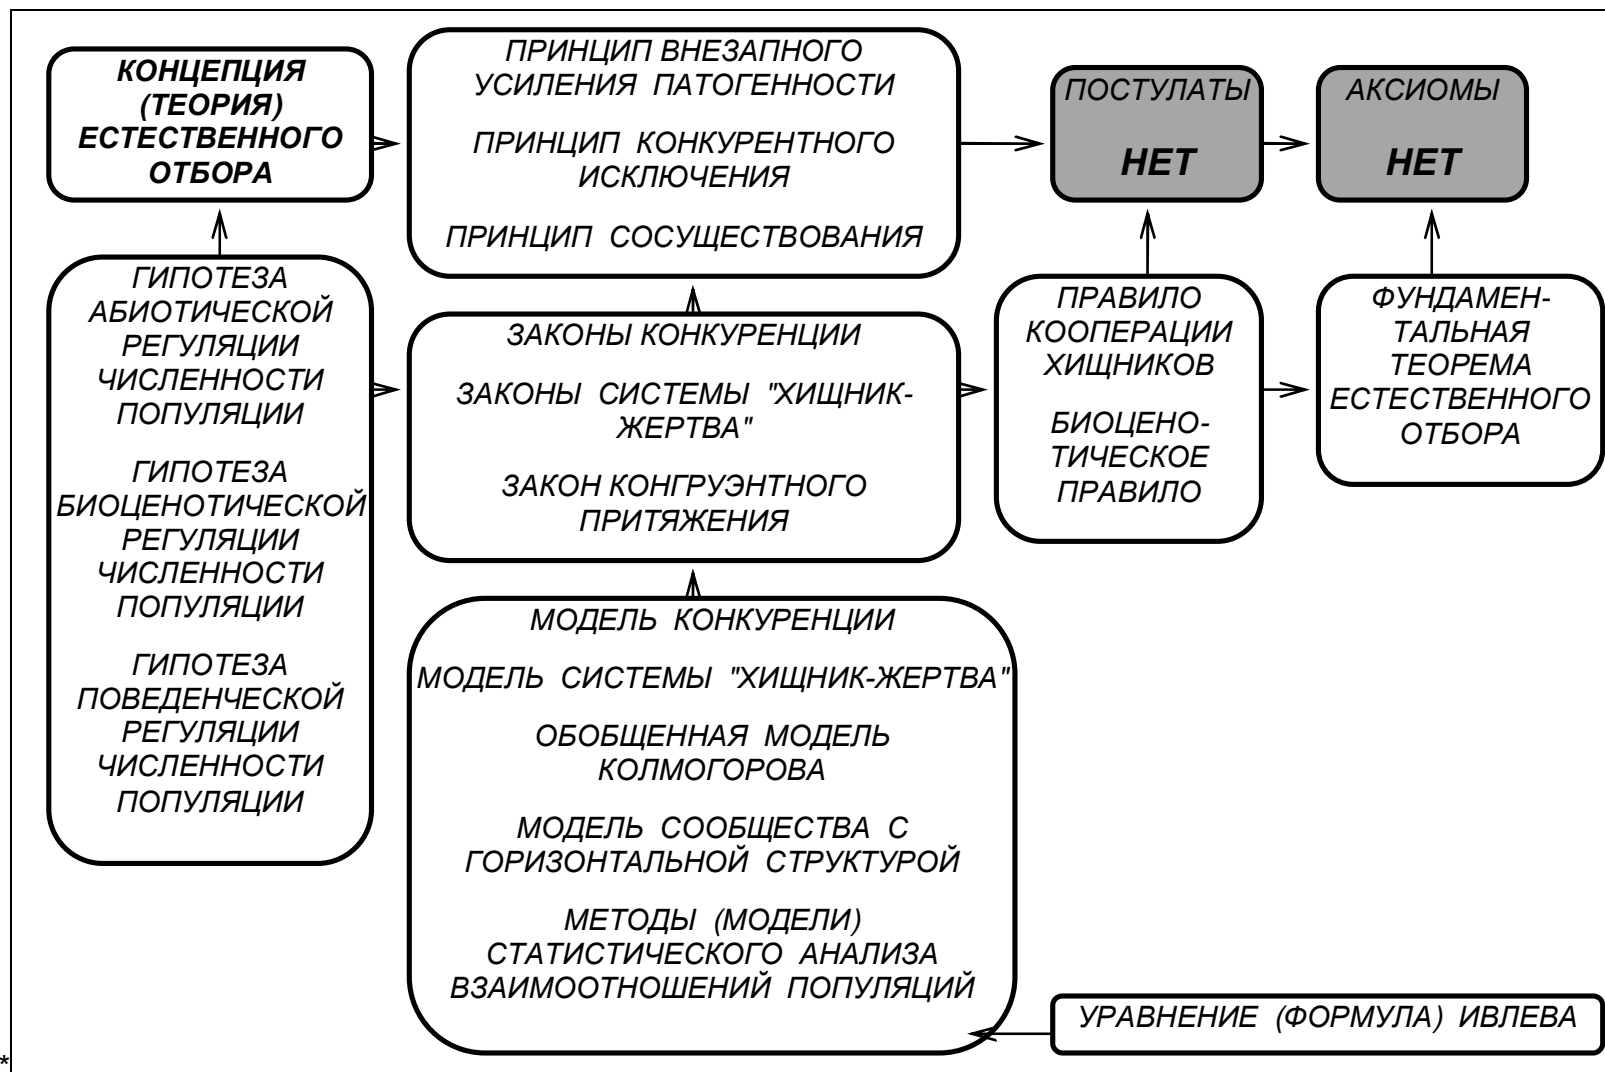 КОНЦЕПЦИЯ
(ТЕОРИЯ)
ЕСТЕСТВЕННОГО
ОТБОРА
ПРИНЦИП ВНЕЗАПНОГО
УСИЛЕНИЯ ПАТОГЕННОСТИ
ПРИНЦИП КОНКУРЕНТНОГО
ИСКЛЮЧЕНИЯ
ПРИНЦИП СОСУЩЕСТВОВАНИЯ
ПОСТУЛАТЫ
НЕТ
АКСИОМЫ
НЕТ
ГИПОТЕЗА
АБИОТИЧЕСКОЙ
РЕГУЛЯЦИИ
ЧИСЛЕННОСТИ
ПОПУЛЯЦИИ
ГИПОТЕЗА
БИОЦЕНОТИЧЕСКОЙ
РЕГУЛЯЦИИ
ЧИСЛЕННОСТИ
ПОПУЛЯЦИИ
ГИПОТЕЗА
ПОВЕДЕНЧЕСКОЙ
РЕГУЛЯЦИИ
ЧИСЛЕННОСТИ
ПОПУЛЯЦИИ
ЗАКОНЫ КОНКУРЕНЦИИ
ЗАКОНЫ СИСТЕМЫ "ХИЩНИК-
ЖЕРТВА"
ЗАКОН КОНГРУЭНТНОГО
ПРИТЯЖЕНИЯ
ПРАВИЛО
КООПЕРАЦИИ
ХИЩНИКОВ
БИОЦЕНО-
ТИЧЕСКОЕ
ПРАВИЛО
ФУНДАМЕН-
ТАЛЬНАЯ
ТЕОРЕМА
ЕСТЕСТВЕННОГО
ОТБОРА
МОДЕЛЬ КОНКУРЕНЦИИ
МОДЕЛЬ СИСТЕМЫ "ХИЩНИК-ЖЕРТВА"
ОБОБЩЕННАЯ МОДЕЛЬ
КОЛМОГОРОВА
МОДЕЛЬ СООБЩЕСТВА С
ГОРИЗОНТАЛЬНОЙ СТРУКТУРОЙ
МЕТОДЫ (МОДЕЛИ)
СТАТИСТИЧЕСКОГО АНАЛИЗА
ВЗАИМООТНОШЕНИЙ ПОПУЛЯЦИЙ
УРАВНЕНИЕ (ФОРМУЛА) ИВЛЕВА
*